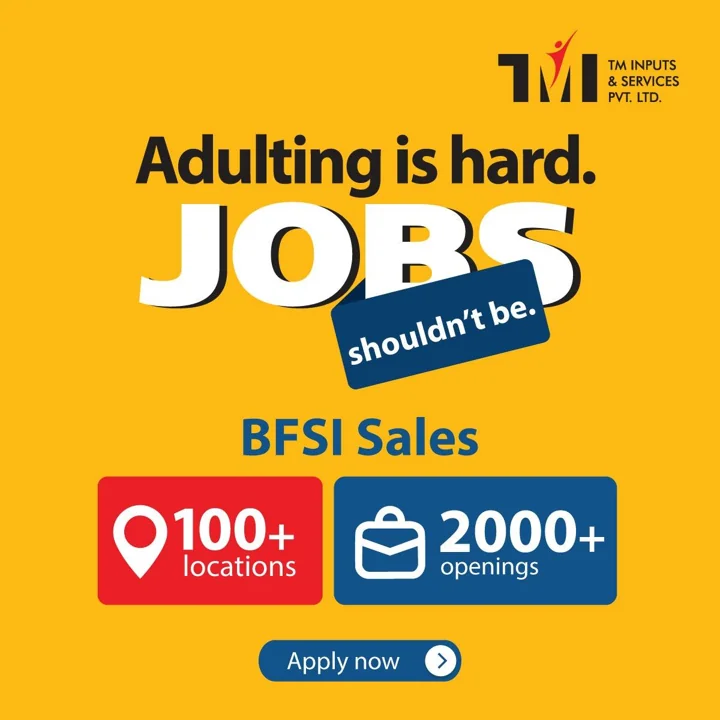 TMI
TM INPUTS
& SERVICES
PVT. LTD.
Adulting is hard.
JOBS
shouldn't be.
BFSI Sales
100+
locations
2000+
openings
Apply now